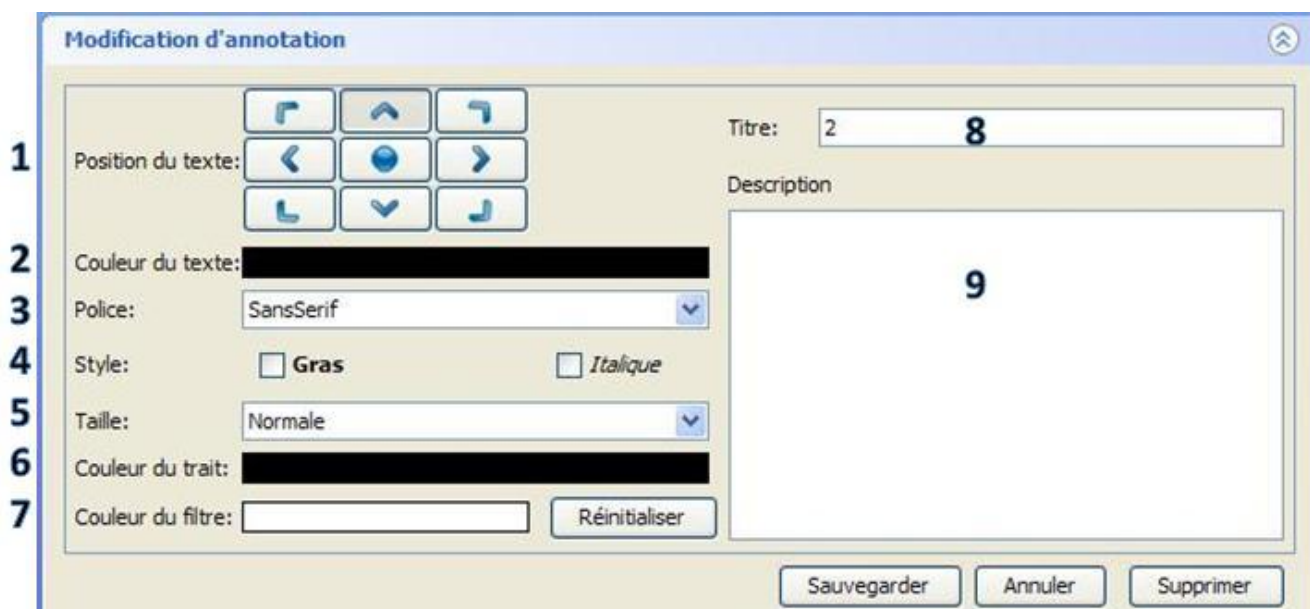 Modification d'annotation
1 Position du texte:
2 Couleur du texte:
3 Police: SansSerif
4 Style: Gras Italique
5 Taille: Normale
6 Couleur du trait:
7 Couleur du filtre: Réinitialiser
Titre: 2 8
Description
9
Sauvegarder Annuler Supprimer